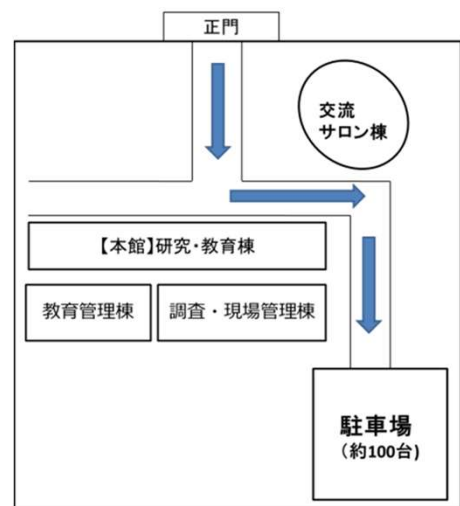 正門
交流
サロン棟
【本館】研究・教育棟
教育管理棟
調査・現場管理棟
駐車場
（約100台）